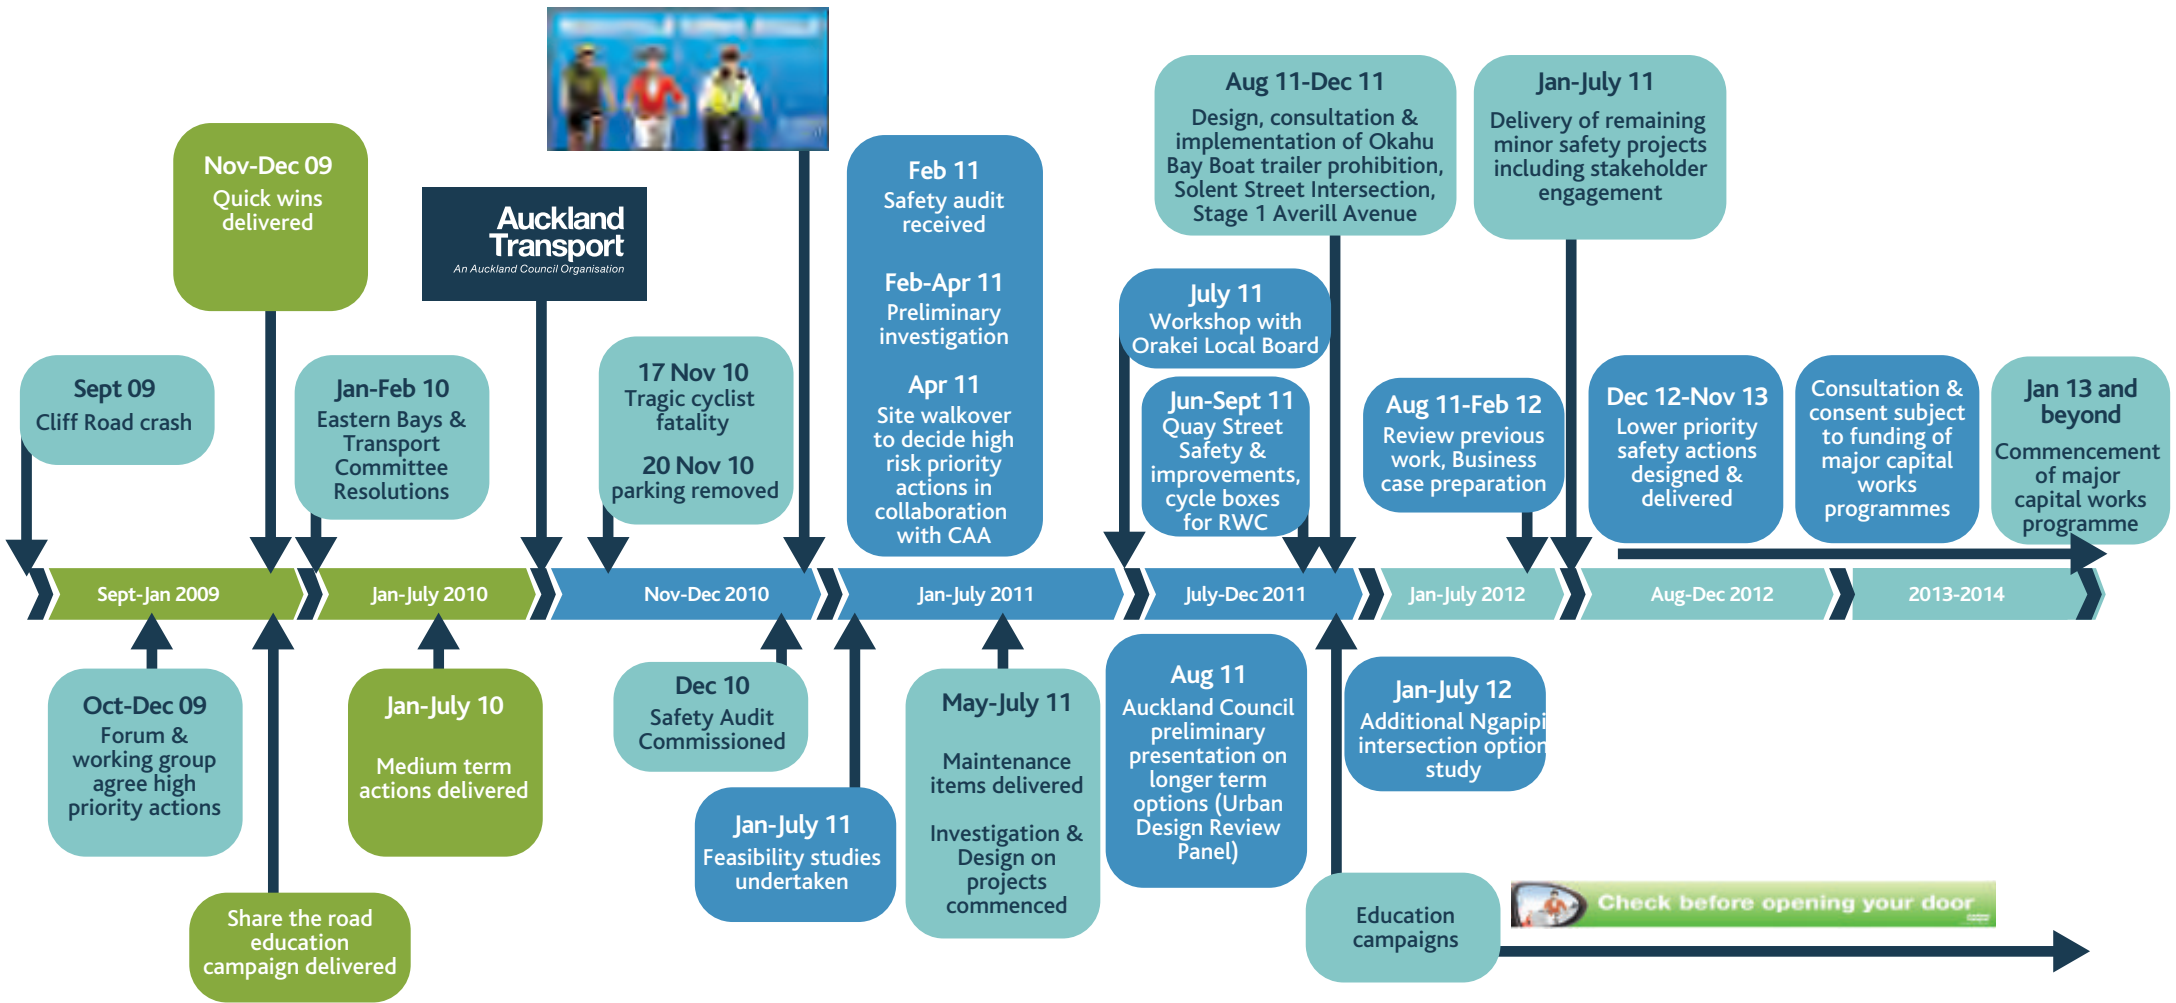 Nov-Dec 09
Quick wins
delivered
Auckland
Transport
An Auckland Council Organisation
Feb 11
Safety audit
received
Feb-Apr 11
Preliminary
investigation
Apr 11
Site walkover
to decide high
risk priority
actions in
collaboration
with CAA
Aug 11-Dec 11
Design, consultation &
implementation of Okahu
Bay Boat trailer prohibition,
Solent Street Intersection,
Stage 1 Averill Avenue
Jan-July 11
Delivery of remaining
minor safety projects
including stakeholder
engagement
July 11
Workshop with
Orakei Local Board
Sept 09
Cliff Road crash
Jan-Feb 10
Eastern Bays &
Transport
Committee
Resolutions
17 Nov 10
Tragic cyclist
fatality
20 Nov 10
parking removed
Jun-Sept 11
Quay Street
Safety &
improvements,
cycle boxes
for RWC
Aug 11-Feb 12
Review previous
work, Business
case preparation
Dec 12-Nov 13
Lower priority
safety actions
designed &
delivered
Consultation &
consent subject
to funding of
major capital
works
programmes
Jan 13 and
beyond
Commencement
of major
capital works
programme
Sept-Jan 2009
Jan-July 2010
Nov-Dec 2010
Jan-July 2011
July-Dec 2011
Jan-July 2012
Aug-Dec 2012
2013-2014
Oct-Dec 09
Forum &
working group
agree high
priority actions
Share the road
education
campaign delivered
Jan-July 10
Medium term
actions delivered
Dec 10
Safety Audit
Commissioned
Jan-July 11
Feasibility studies
undertaken
May-July 11
Maintenance
items delivered
Investigation &
Design on
projects
commenced
Aug 11
Auckland Council
preliminary
presentation on
longer term
options (Urban
Design Review
Panel)
Jan-July 12
Additional Ngapipi
intersection option
study
Education
campaigns
Check before opening your door